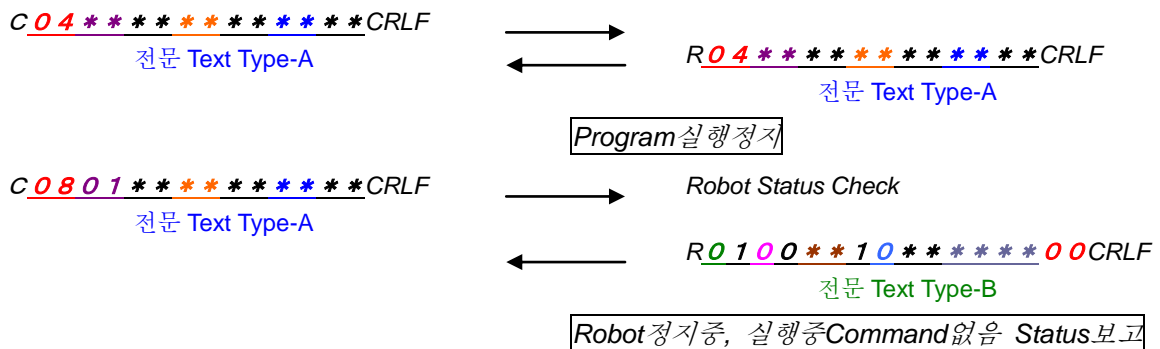 C０４＊＊＊＊＊＊＊＊＊＊＊＊CRLF
전문 Text Type-A
R０４＊＊＊＊＊＊＊＊＊＊＊＊CRLF
전문 Text Type-A
Program실행정지
C０８０１＊＊＊＊＊＊＊＊＊＊CRLF
전문 Text Type-A
Robot Status Check
R０１００＊＊１０＊＊＊＊＊＊００CRLF
전문 Text Type-B
Robot정지중, 실행중Command없음 Status보고